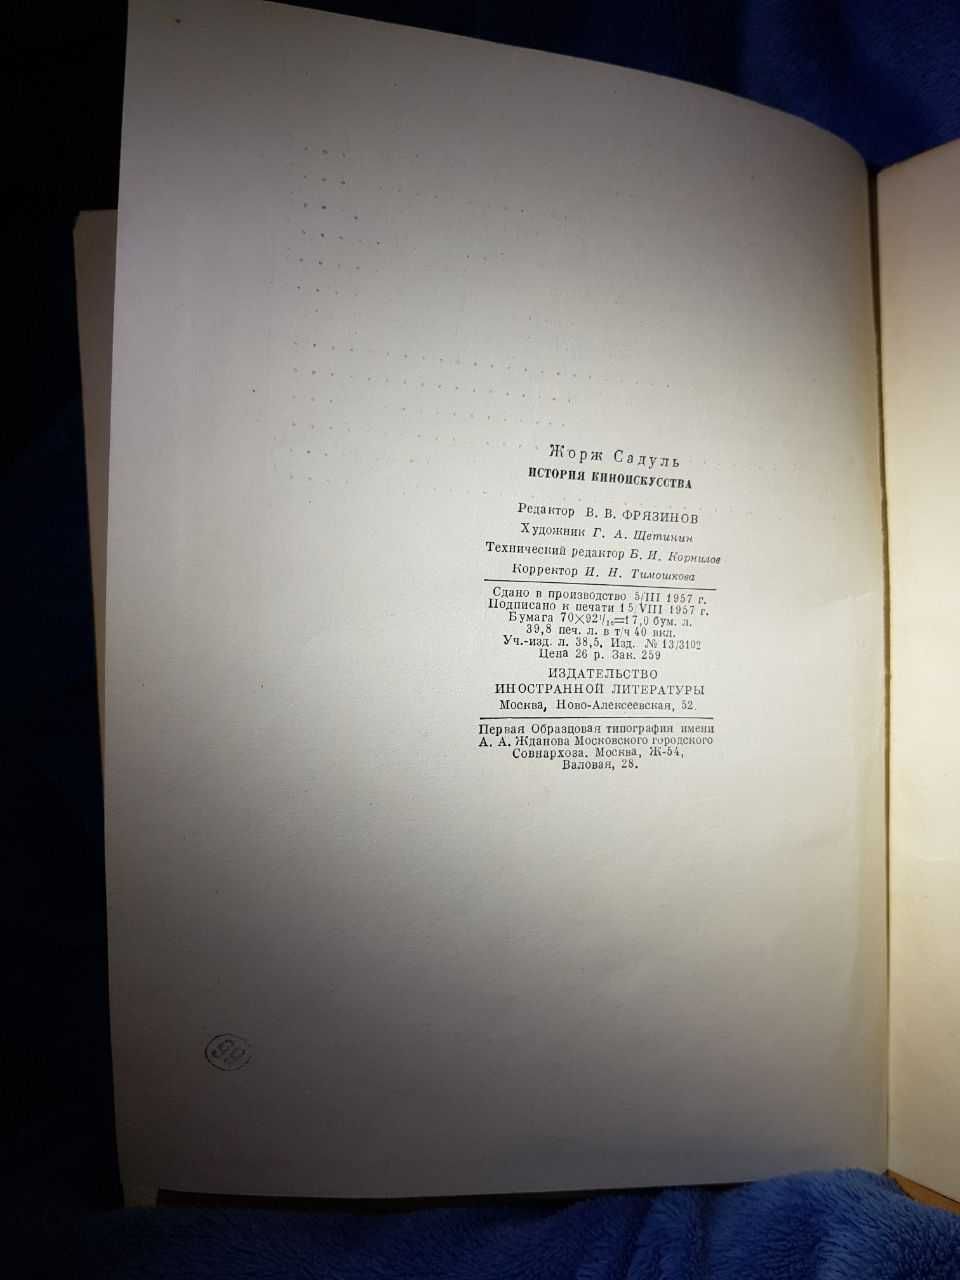 Жорж Садуль
ИСТОРИЯ КИНОИСКУССТВА
Редактор В. В. ФРЯЗИНОВ
Художник Г. А. Щетинин
Технический редактор Б. И. Корнилов
Корректор И. Н. Тимошкова
Сдано в производство 5/III 1957 г.
Подписано к печати 15/VIII 1957 г.
Бумага 70×92¹/₁₆=17,0 бум. л.
39,8 печ. л. в т/ч 40 вкл.
Уч.-изд. л. 38,5. Изд. № 13/3102
Цена 26 р. Зак. 259
ИЗДАТЕЛЬСТВО
ИНОСТРАННОЙ ЛИТЕРАТУРЫ
Москва, Ново-Алексеевская, 52.
Первая Образцовая типография имени
А. А. Жданова Московского городского
Совнархоза. Москва, Ж-54,
Валовая, 28.